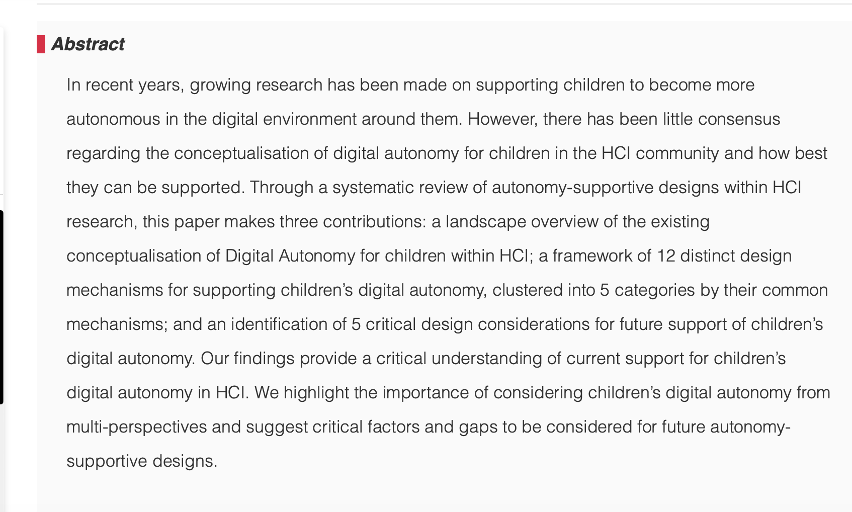 Abstract
In recent years, growing research has been made on supporting children to become more
autonomous in the digital environment around them. However, there has been little consensus
regarding the conceptualisation of digital autonomy for children in the HCI community and how best
they can be supported. Through a systematic review of autonomy-supportive designs within HCI
research, this paper makes three contributions: a landscape overview of the existing
conceptualisation of Digital Autonomy for children within HCI; a framework of 12 distinct design
mechanisms for supporting children’s digital autonomy, clustered into 5 categories by their common
mechanisms; and an identification of 5 critical design considerations for future support of children’s
digital autonomy. Our findings provide a critical understanding of current support for children’s
digital autonomy in HCI. We highlight the importance of considering children’s digital autonomy from
multi-perspectives and suggest critical factors and gaps to be considered for future autonomy-
supportive designs.